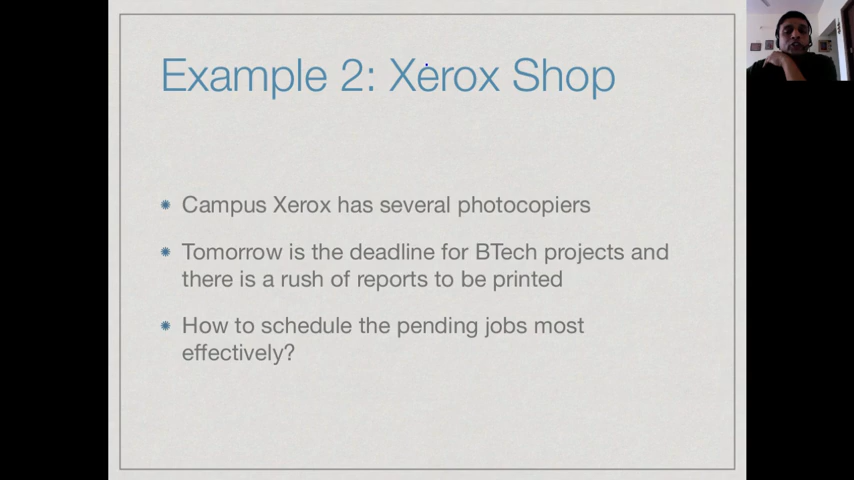 Example 2: Xerox Shop
Campus Xerox has several photocopiers
Tomorrow is the deadline for BTech projects and
there is a rush of reports to be printed
How to schedule the pending jobs most
effectively?